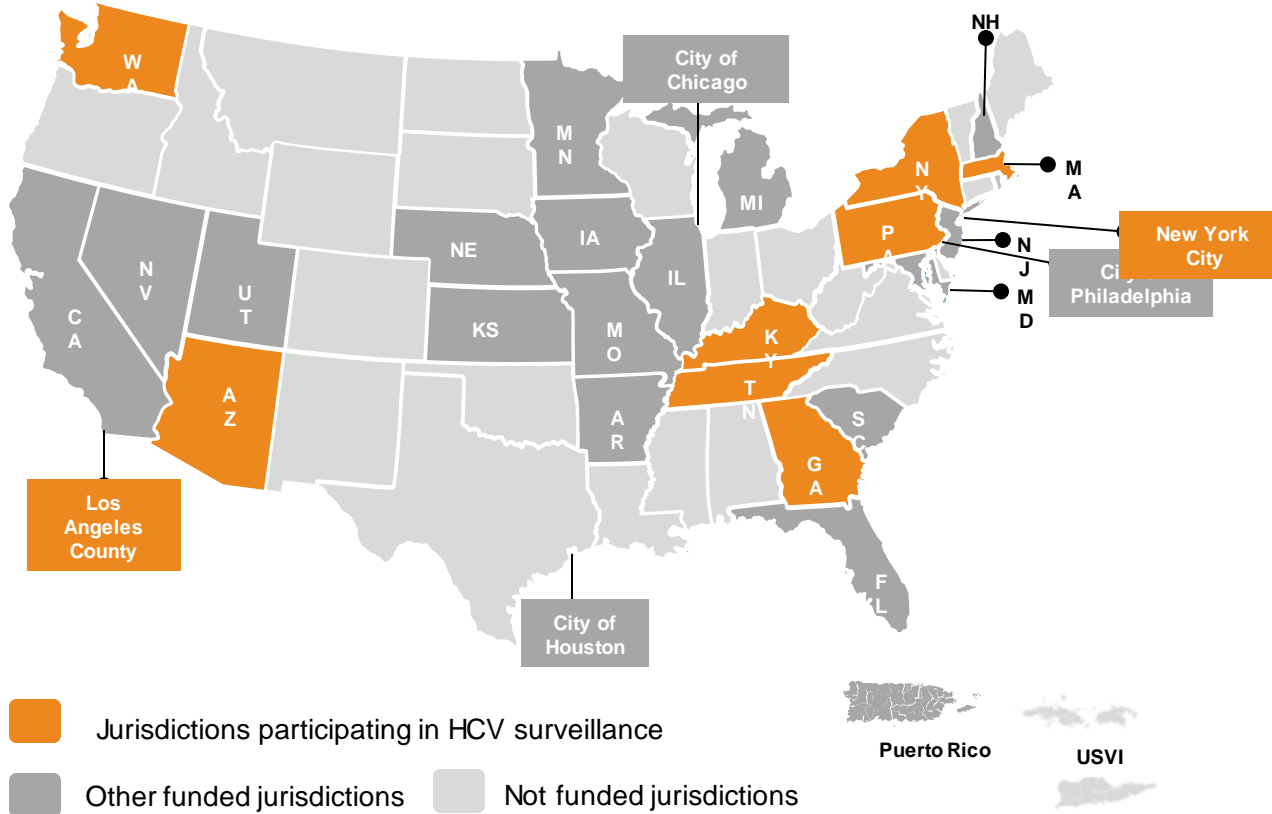 NH
W
A
City of
Chicago
M
N
N
Y
M
A
MI
New York
City
NE
IA
P
A
N
J
City
Philadelphia
N
V
U
T
IL
M
D
C
A
KS
M
O
K
Y
A
Z
T
N
A
R
S
C
G
A
Los
Angeles
County
F
L
City of
Houston
Jurisdictions participating in HCV surveillance
Puerto Rico
USVI
Other funded jurisdictions
Not funded jurisdictions